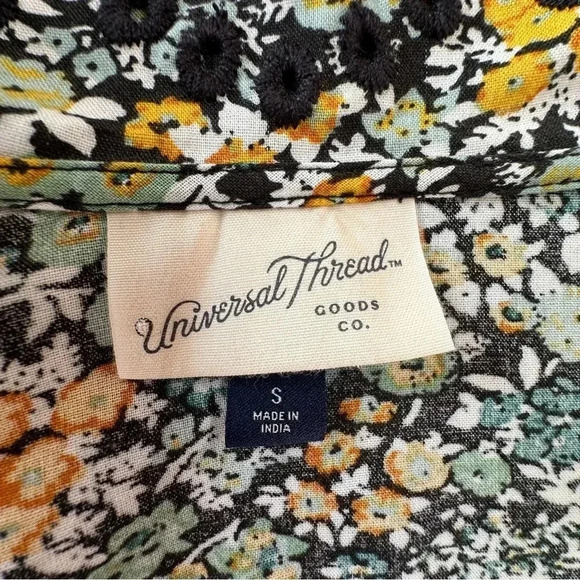 Universal Thread™
GOODS
CO.
S
MADE IN
INDIA